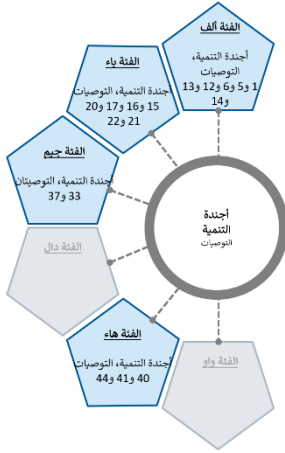 الفئة ألف
أجندة التنمية،
التوصيات
1 و5 و6 و12 و13
و14
الفئة باء
أجندة التنمية، التوصيات
15 و16 و17 و20
21 و22
الفئة جيم
أجندة التنمية، التوصيتان
33 و37
الفئة دال
أجندة
التنمية
التوصيات
الفئة هاء
أجندة التنمية، التوصيات
40 و41 و44
الفئة واو